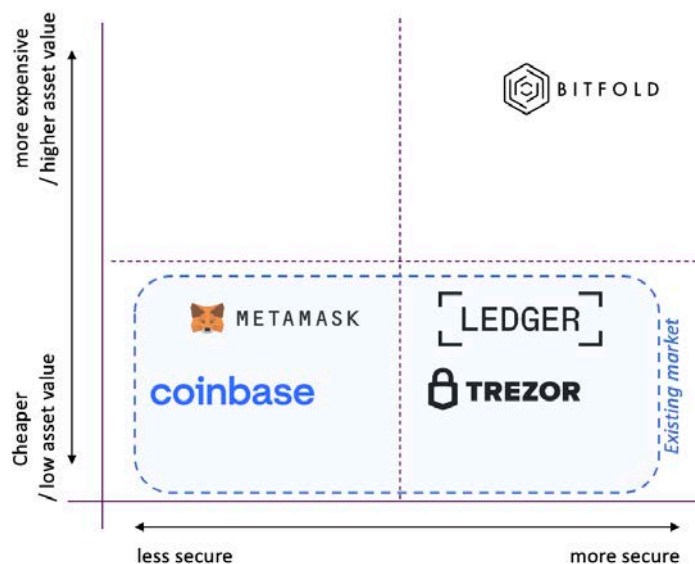 more expensive
/ higher asset value
BITFOLD
METAMASK
LEDGER
coinbase
TREZOR
Existing market
Cheaper
/ low asset value
less secure
more secure